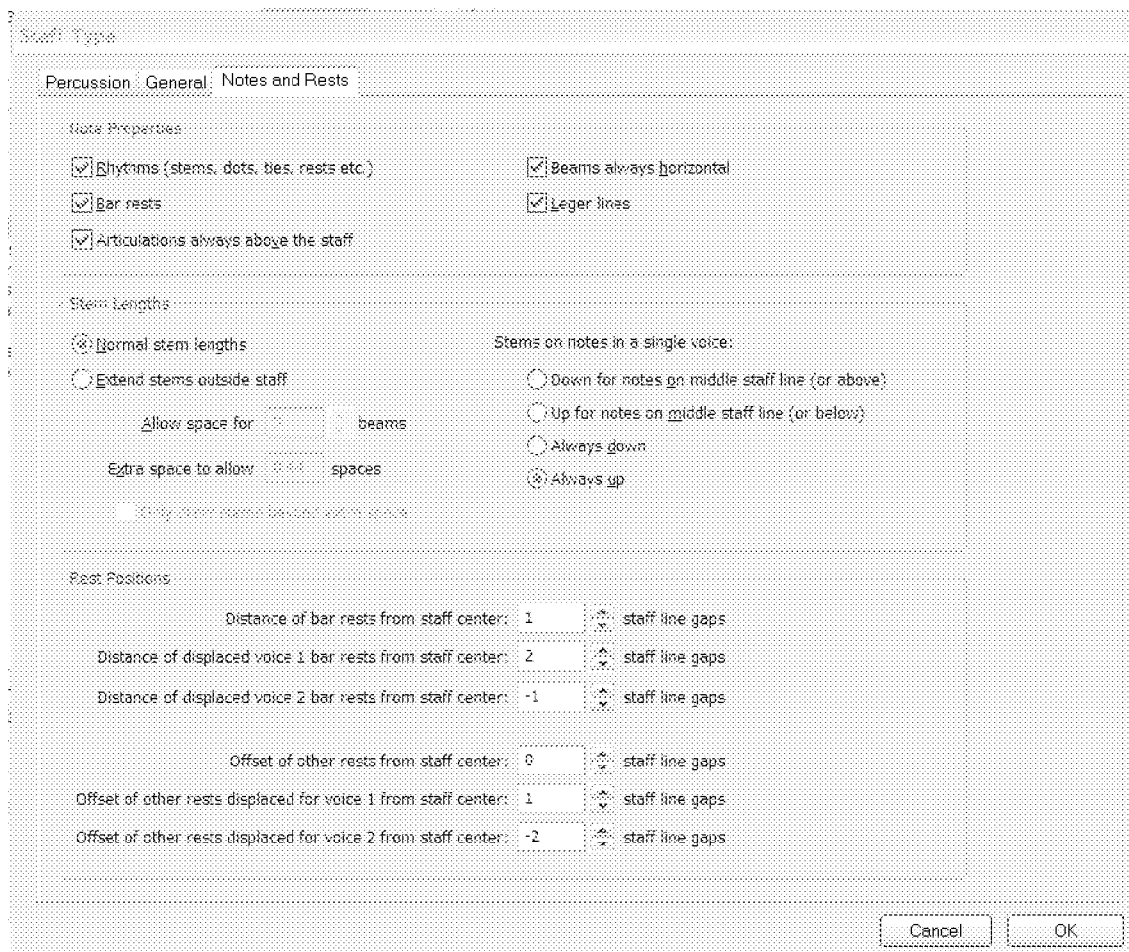 Staff Type
Percussion General Notes and Rests
Note Properties
Rhythms (stems, dots, ties, rests etc.) Beams always horizontal
Bar rests Leger lines
Articulations always above the staff
Stem Lengths
Normal stem lengths Stems on notes in a single voice:
Extend stems outside staff Down for notes on middle staff line (or above)
Allow space for beams Up for notes on middle staff line (or below)
Always down
Extra space to allow spaces
Always up
Rest Positions
Distance of bar rests from staff center: 1 staff line gaps
Distance of displaced voice 1 bar rests from staff center: 2 staff line gaps
Distance of displaced voice 2 bar rests from staff center: -1 staff line gaps
Offset of other rests from staff center: 0 staff line gaps
Offset of other rests displaced for voice 1 from staff center: 1 staff line gaps
Offset of other rests displaced for voice 2 from staff center: -2 staff line gaps
Cancel OK